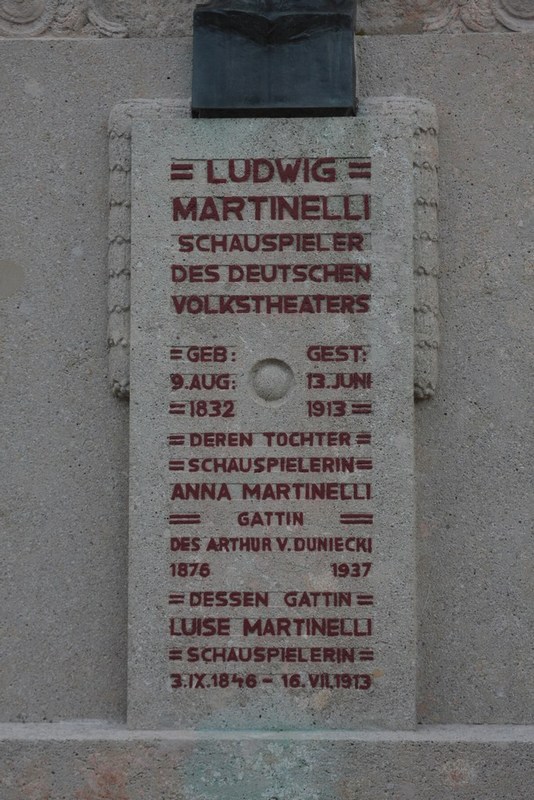 = LUDWIG =
MARTINELLI
SCHAUSPIELER
DES DEUTSCHEN
VOLKSTHEATERS
= GEB: GEST:
9. AUG: 13. JUNI
= 1832 1913 =
= DEREN TOCHTER =
= SCHAUSPIELERIN =
ANNA MARTINELLI
= GATTIN =
DES ARTHUR V. DUNIECKI
1876 1937
= DESSEN GATTIN =
LUISE MARTINELLI
= SCHAUSPIELERIN =
3. IX. 1846 - 16. VII. 1913